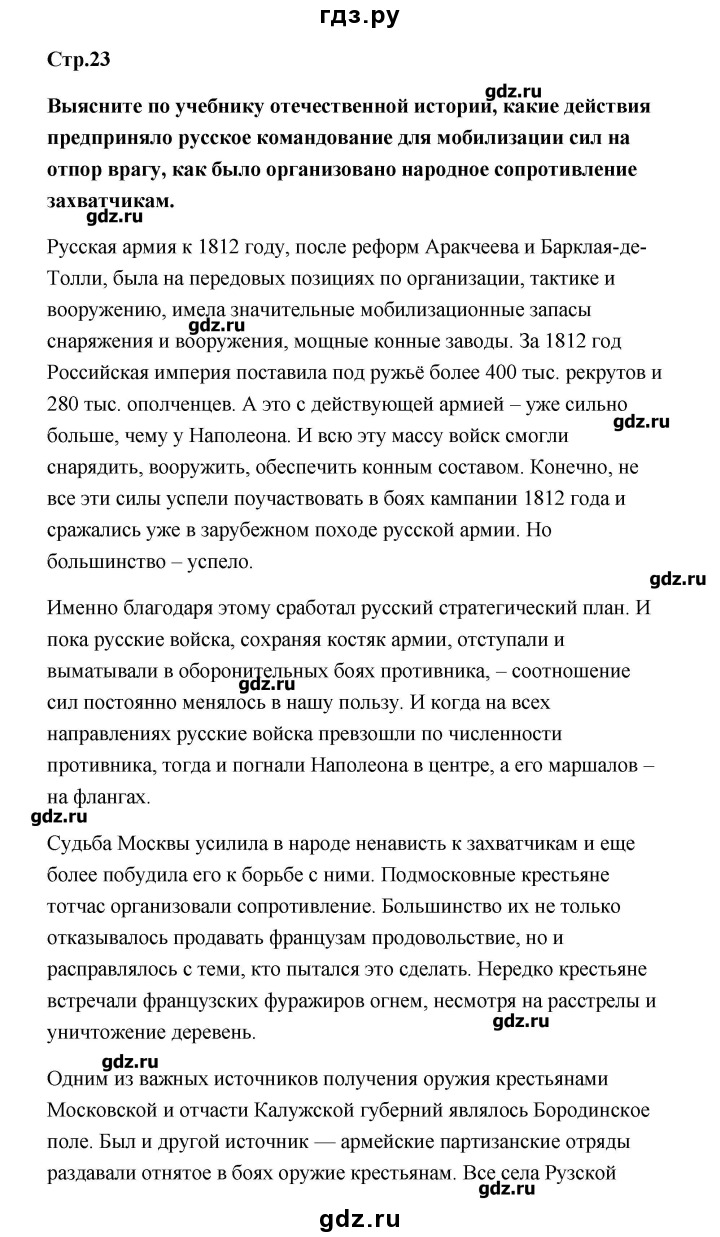 гдз.ру
Стр.23
gdz.ru
Выясните по учебнику отечественной истории, какие действия
предприняло русское командование для мобилизации сил на
отпор врагу, как было организовано народное сопротивление
захватчикам.
gdz.ru
Русская армия к 1812 году, после реформ Аракчеева и Барклая-де-
Толли, была на передовых позициях по организации, тактике и
вооружению, имела значительные мобилизационные запасы
gdz.ru
снаряжения и вооружения, мощные конные заводы. За 1812 год
Российская империя поставила под ружьё более 400 тыс. рекрутов и
280 тыс. ополченцев. А это с действующей армией – уже сильно
gdz.ru
больше, чему у Наполеона. И всю эту массу войск смогли
снарядить, вооружить, обеспечить конным составом. Конечно, не
все эти силы успели поучаствовать в боях кампании 1812 года и
сражались уже в зарубежном походе русской армии. Но
большинство – успело.
gdz.ru
Именно благодаря этому сработал русский стратегический план. И
пока русские войска, сохраняя костяк армии, отступали и
выматывали в оборонительных боях противника, – соотношение
gdz.ru
сил постоянно менялось в нашу пользу. И когда на всех
направлениях русские войска превзошли по численности
противника, тогда и погнали Наполеона в центре, а его маршалов –
на флангах.
gdz.ru
Судьба Москвы усилила в народе ненависть к захватчикам и еще
более побудила его к борьбе с ними. Подмосковные крестьяне
тотчас организовали сопротивление. Большинство их не только
отказывалось продавать французам продовольствие, но и
расправлялось с теми, кто пытался это сделать. Нередко крестьяне
встречали французских фуражиров огнем, несмотря на расстрелы и
gdz.ru
уничтожение деревень.
gdz.ru
Одним из важных источников получения оружия крестьянами
Московской и отчасти Калужской губерний являлось Бородинское
поле. Был и другой источник — армейские партизанские отряды
раздавали отнятое в боях оружие крестьянам. Все села Рузской
gdz.ru
gdz.ru